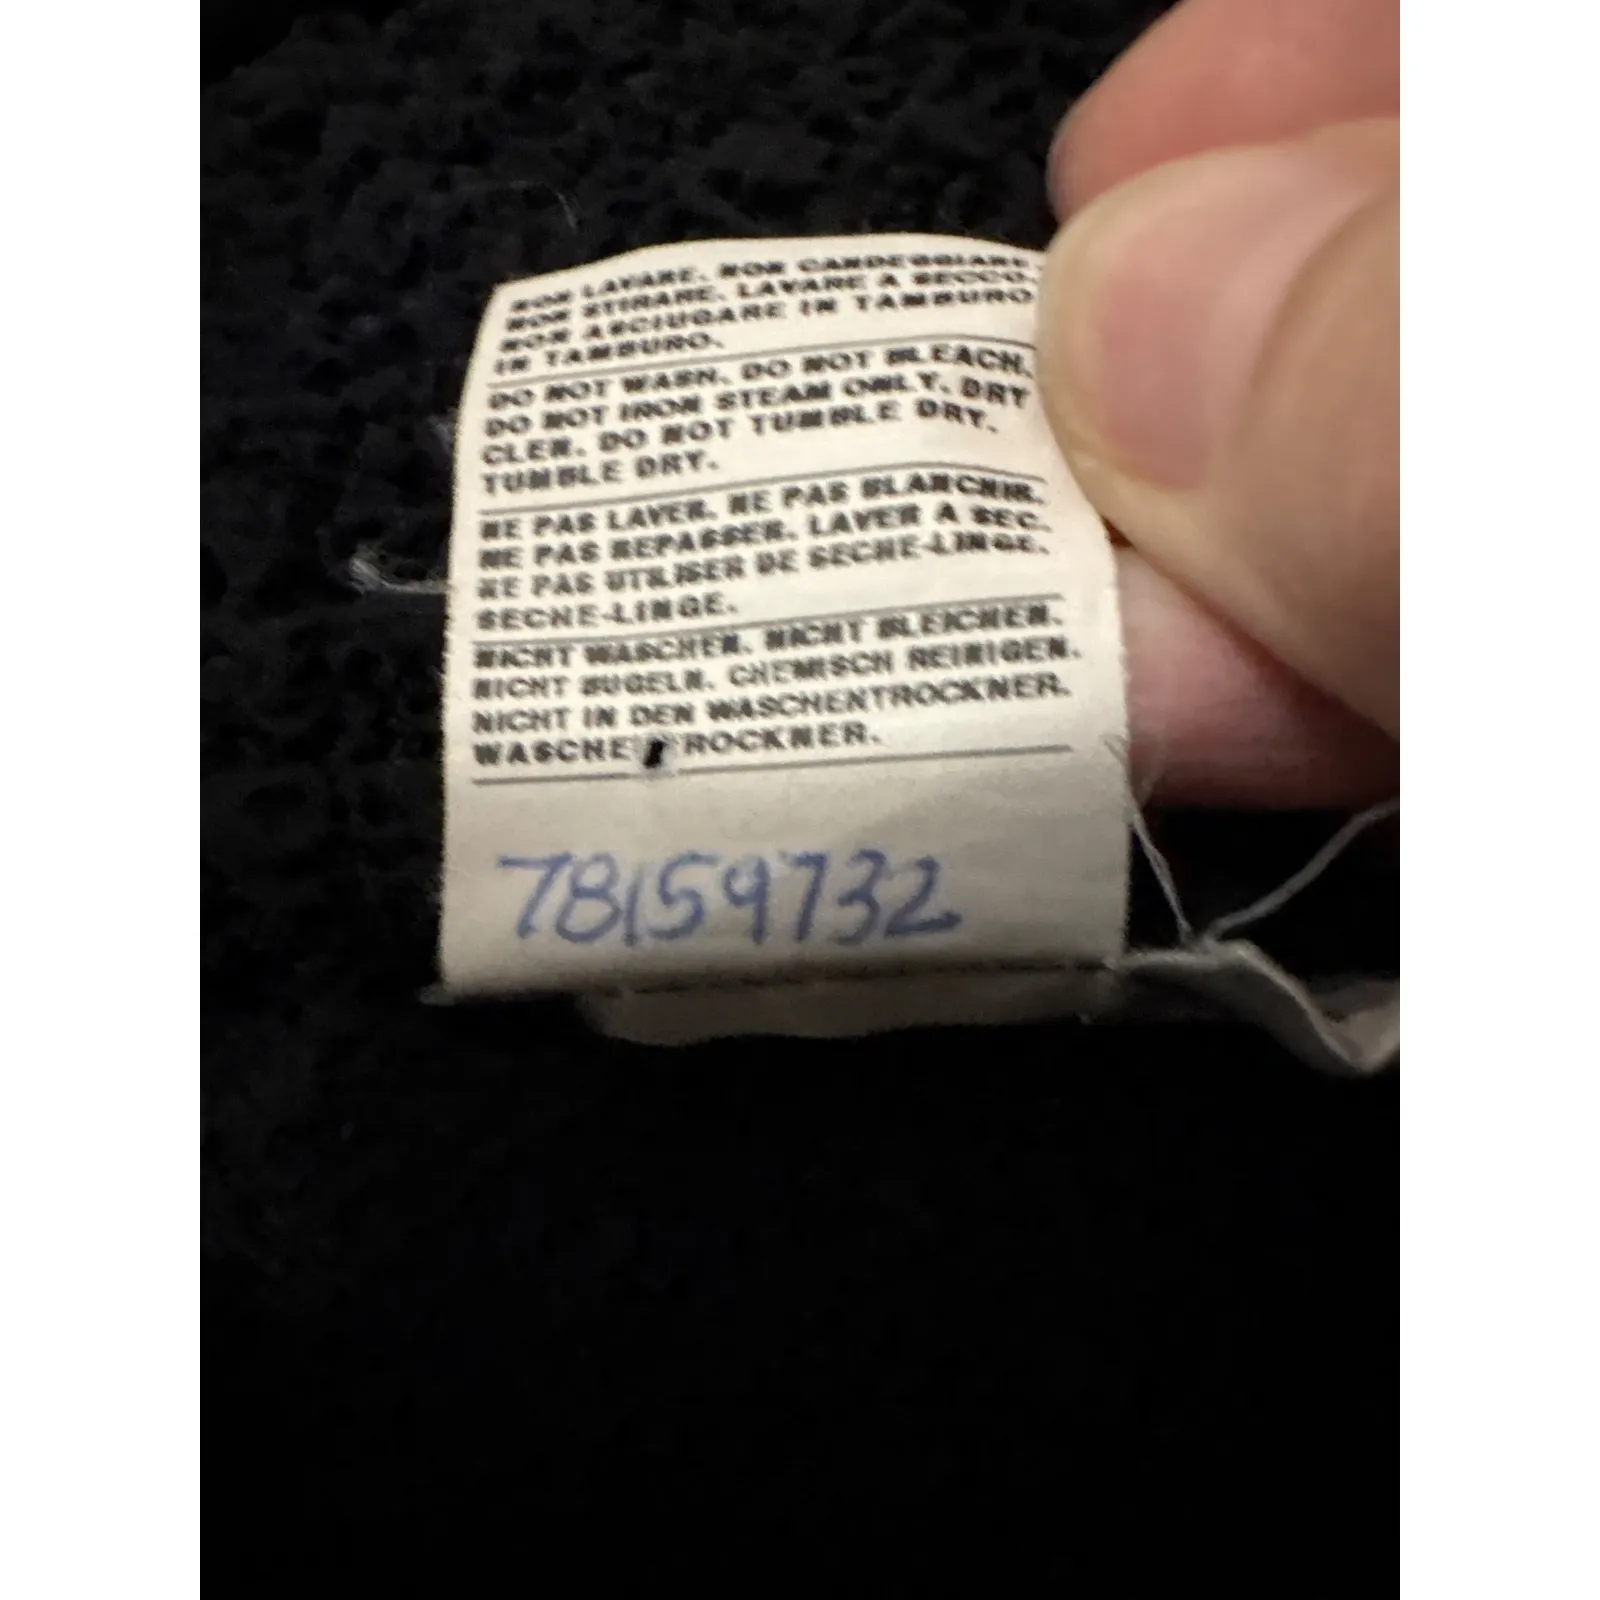 NON LAVARE. NON CANDEGGIARE.
NON STIRARE. LAVARE A SECCO.
NON ASCIUGARE IN TAMBURO
IN TAMBURO.
DO NOT WASH. DO NOT BLEACH.
DO NOT IRON STEAM ONLY. DRY
CLEN. DO NOT TUMBLE DRY.
TUMBLE DRY.
NE PAS LAVER. NE PAS BLANCHIR.
NE PAS REPASSER. LAVER A SEC.
NE PAS UTILISER DE SECHE-LINGE.
SECHE-LINGE.
NICHT WASCHEN. NICHT BLEICHEN.
NICHT BUGELN. CHEMISCH REINIGEN.
NICHT IN DEN WASCHENTROCKNER.
WASCHENTROCKNER.
78159732